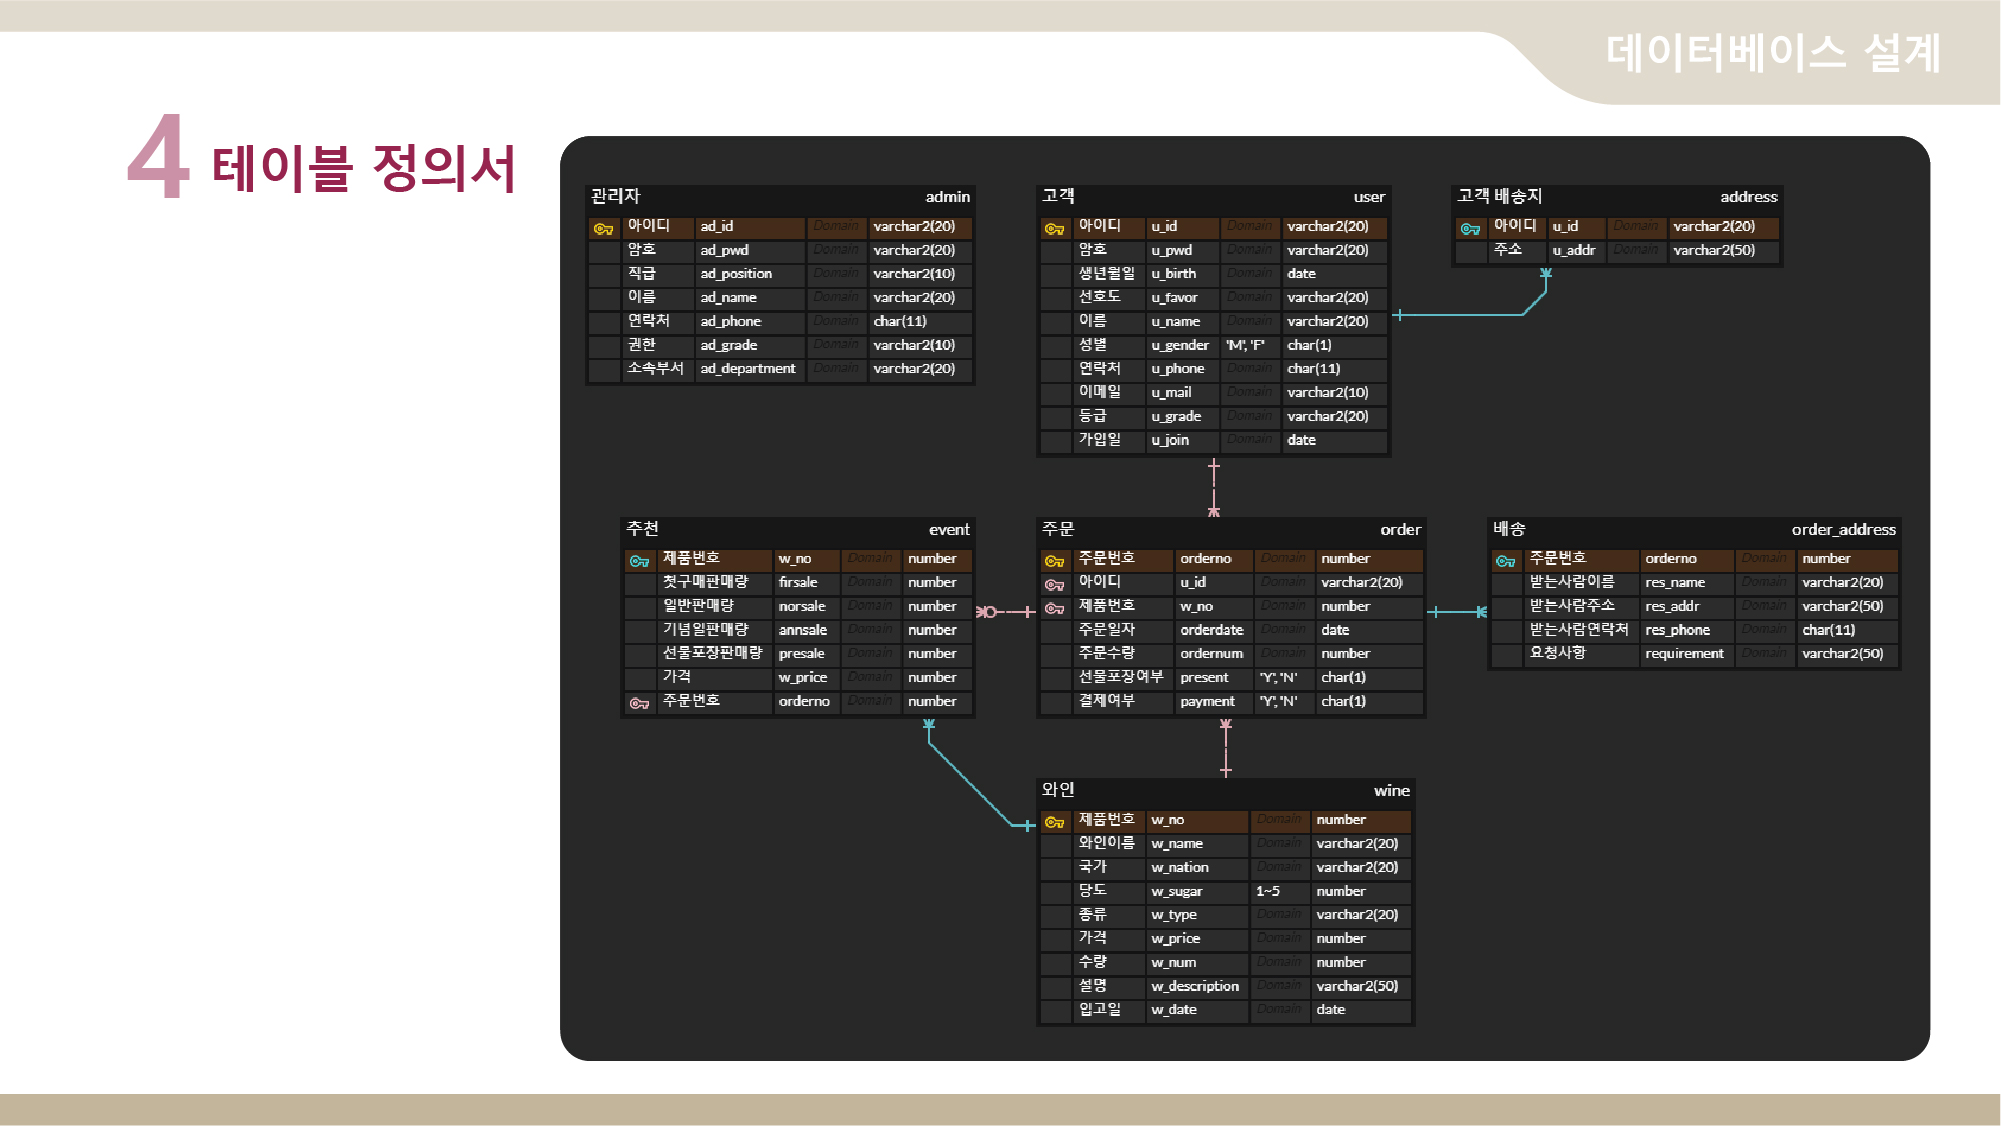 데이터베이스 설계
4 테이블 정의서
관리자 admin
아이디 ad_id Domain varchar2(20)
암호 ad_pwd Domain varchar2(20)
직급 ad_position Domain varchar2(10)
이름 ad_name Domain varchar2(20)
연락처 ad_phone Domain char(11)
권한 ad_grade Domain varchar2(10)
소속부서 ad_department Domain varchar2(20)
고객 user
아이디 u_id Domain varchar2(20)
암호 u_pwd Domain varchar2(20)
생년월일 u_birth Domain date
선호도 u_favor Domain varchar2(20)
이름 u_name Domain varchar2(20)
성별 u_gender 'M', 'F' char(1)
연락처 u_phone Domain char(11)
이메일 u_mail Domain varchar2(10)
등급 u_grade Domain varchar2(20)
가입일 u_join Domain date
고객 배송지 address
아이디 u_id Domain varchar2(20)
주소 u_addr Domain varchar2(50)
추천 event
제품번호 w_no Domain number
첫구매판매량 firsale Domain number
일반판매량 norsale Domain number
기념일판매량 annsale Domain number
선물포장판매량 presale Domain number
가격 w_price Domain number
주문번호 orderno Domain number
주문 order
주문번호 orderno Domain number
아이디 u_id Domain varchar2(20)
제품번호 w_no Domain number
주문일자 orderdate Domain date
주문수량 ordernum Domain number
선물포장여부 present 'Y', 'N' char(1)
결제여부 payment 'Y', 'N' char(1)
배송 order_address
주문번호 orderno Domain number
받는사람이름 res_name Domain varchar2(20)
받는사람주소 res_addr Domain varchar2(50)
받는사람연락처 res_phone Domain char(11)
요청사항 requirement Domain varchar2(50)
와인 wine
제품번호 w_no Domain number
와인이름 w_name Domain varchar2(20)
국가 w_nation Domain varchar2(20)
당도 w_sugar 1~5 number
종류 w_type Domain varchar2(20)
가격 w_price Domain number
수량 w_num Domain number
설명 w_description Domain varchar2(50)
입고일 w_date Domain date